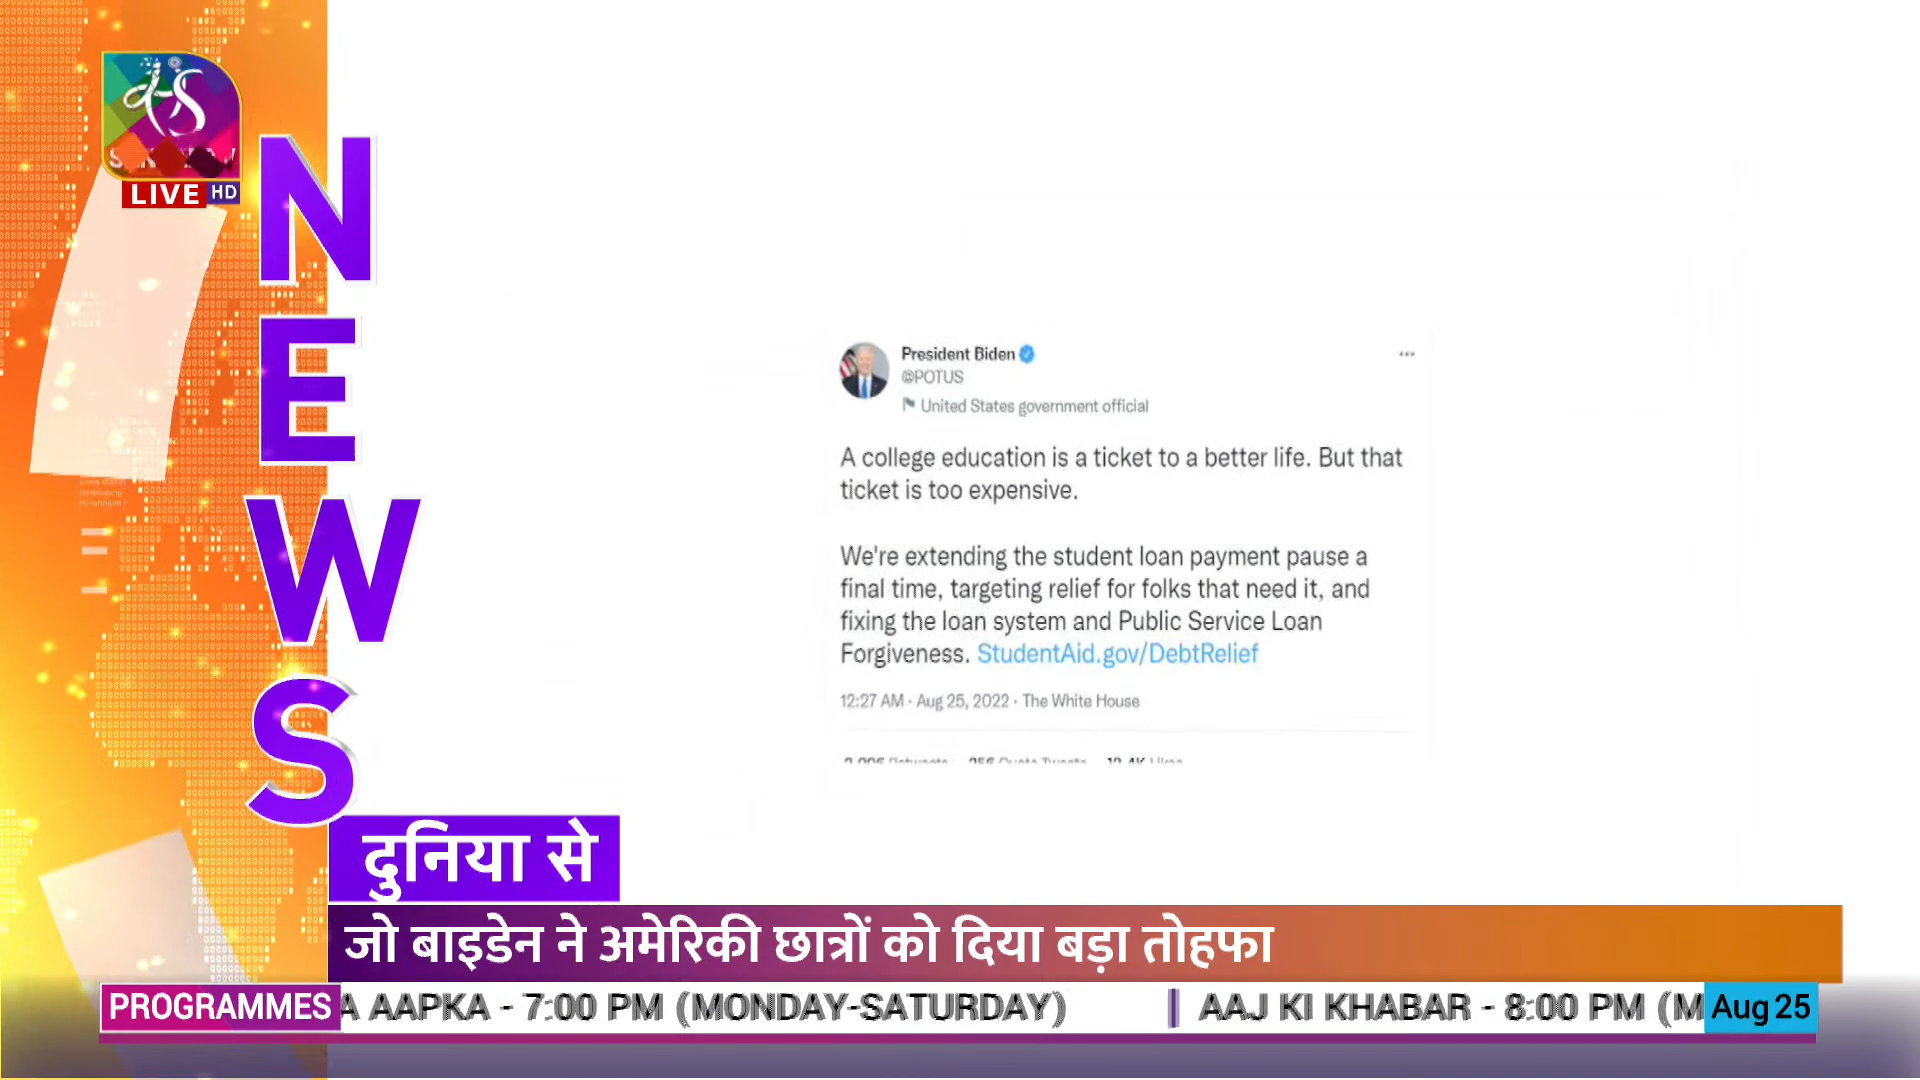 LIVE HD
NEWS
President Biden
@POTUS
United States government official
A college education is a ticket to a better life. But that
ticket is too expensive.
We're extending the student loan payment pause a
final time, targeting relief for folks that need it, and
fixing the loan system and Public Service Loan
Forgiveness. StudentAid.gov/DebtRelief
12:27 AM · Aug 25, 2022 · The White House
दुनिया से
जो बाइडेन ने अमेरिकी छात्रों को दिया बड़ा तोहफा
PROGRAMMES A AAPKA - 7:00 PM (MONDAY-SATURDAY) | AAJ KI KHABAR - 8:00 PM (M Aug 25